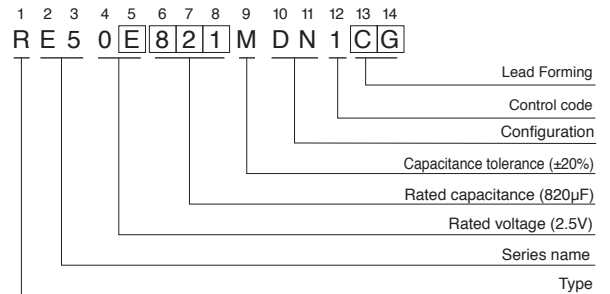 1 2 3 4 5 6 7 8 9 10 11 12 13 14
R E 5 0 E 8 2 1 M D N 1 C G
Lead Forming
Control code
Configuration
Capacitance tolerance (±20%)
Rated capacitance (820µF)
Rated voltage (2.5V)
Series name
Type